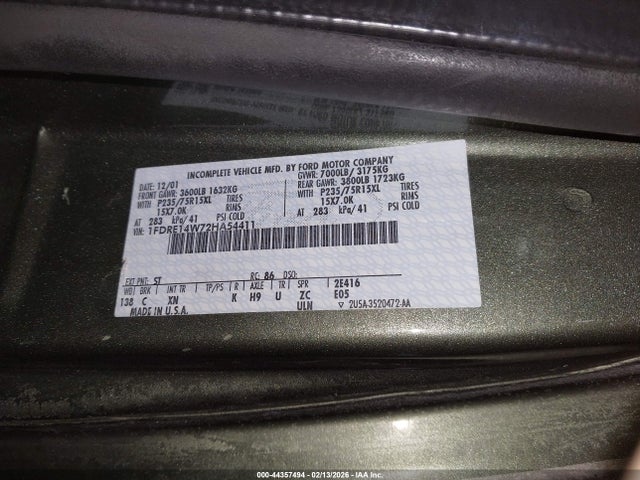 INCOMPLETE VEHICLE MFD. BY FORD MOTOR COMPANY
DATE: 12/01 GVWR: 7000LB/ 3175KG
FRONT GAWR: 3600LB 1632KG REAR GAWR: 3800LB 1723KG
WITH P235/75R15XL TIRES WITH P235/75R15XL TIRES
15X7.0K RIMS 15X7.0K RIMS
AT 283 kPa/ 41 PSI COLD AT 283 kPa/ 41 PSI COLD
VIN: 1FDRE14W72HA54411
EXT PNT: ST RC: 86 DSO:
WB BRK INT TR TP/PS R AXLE TR SPR 2E416
138 C XN K H9 U ZC E05
MADE IN U.S.A. ULN ▽ 2USA-3520472-AA
000-44357494 - 02/13/2026 - IAA Inc.